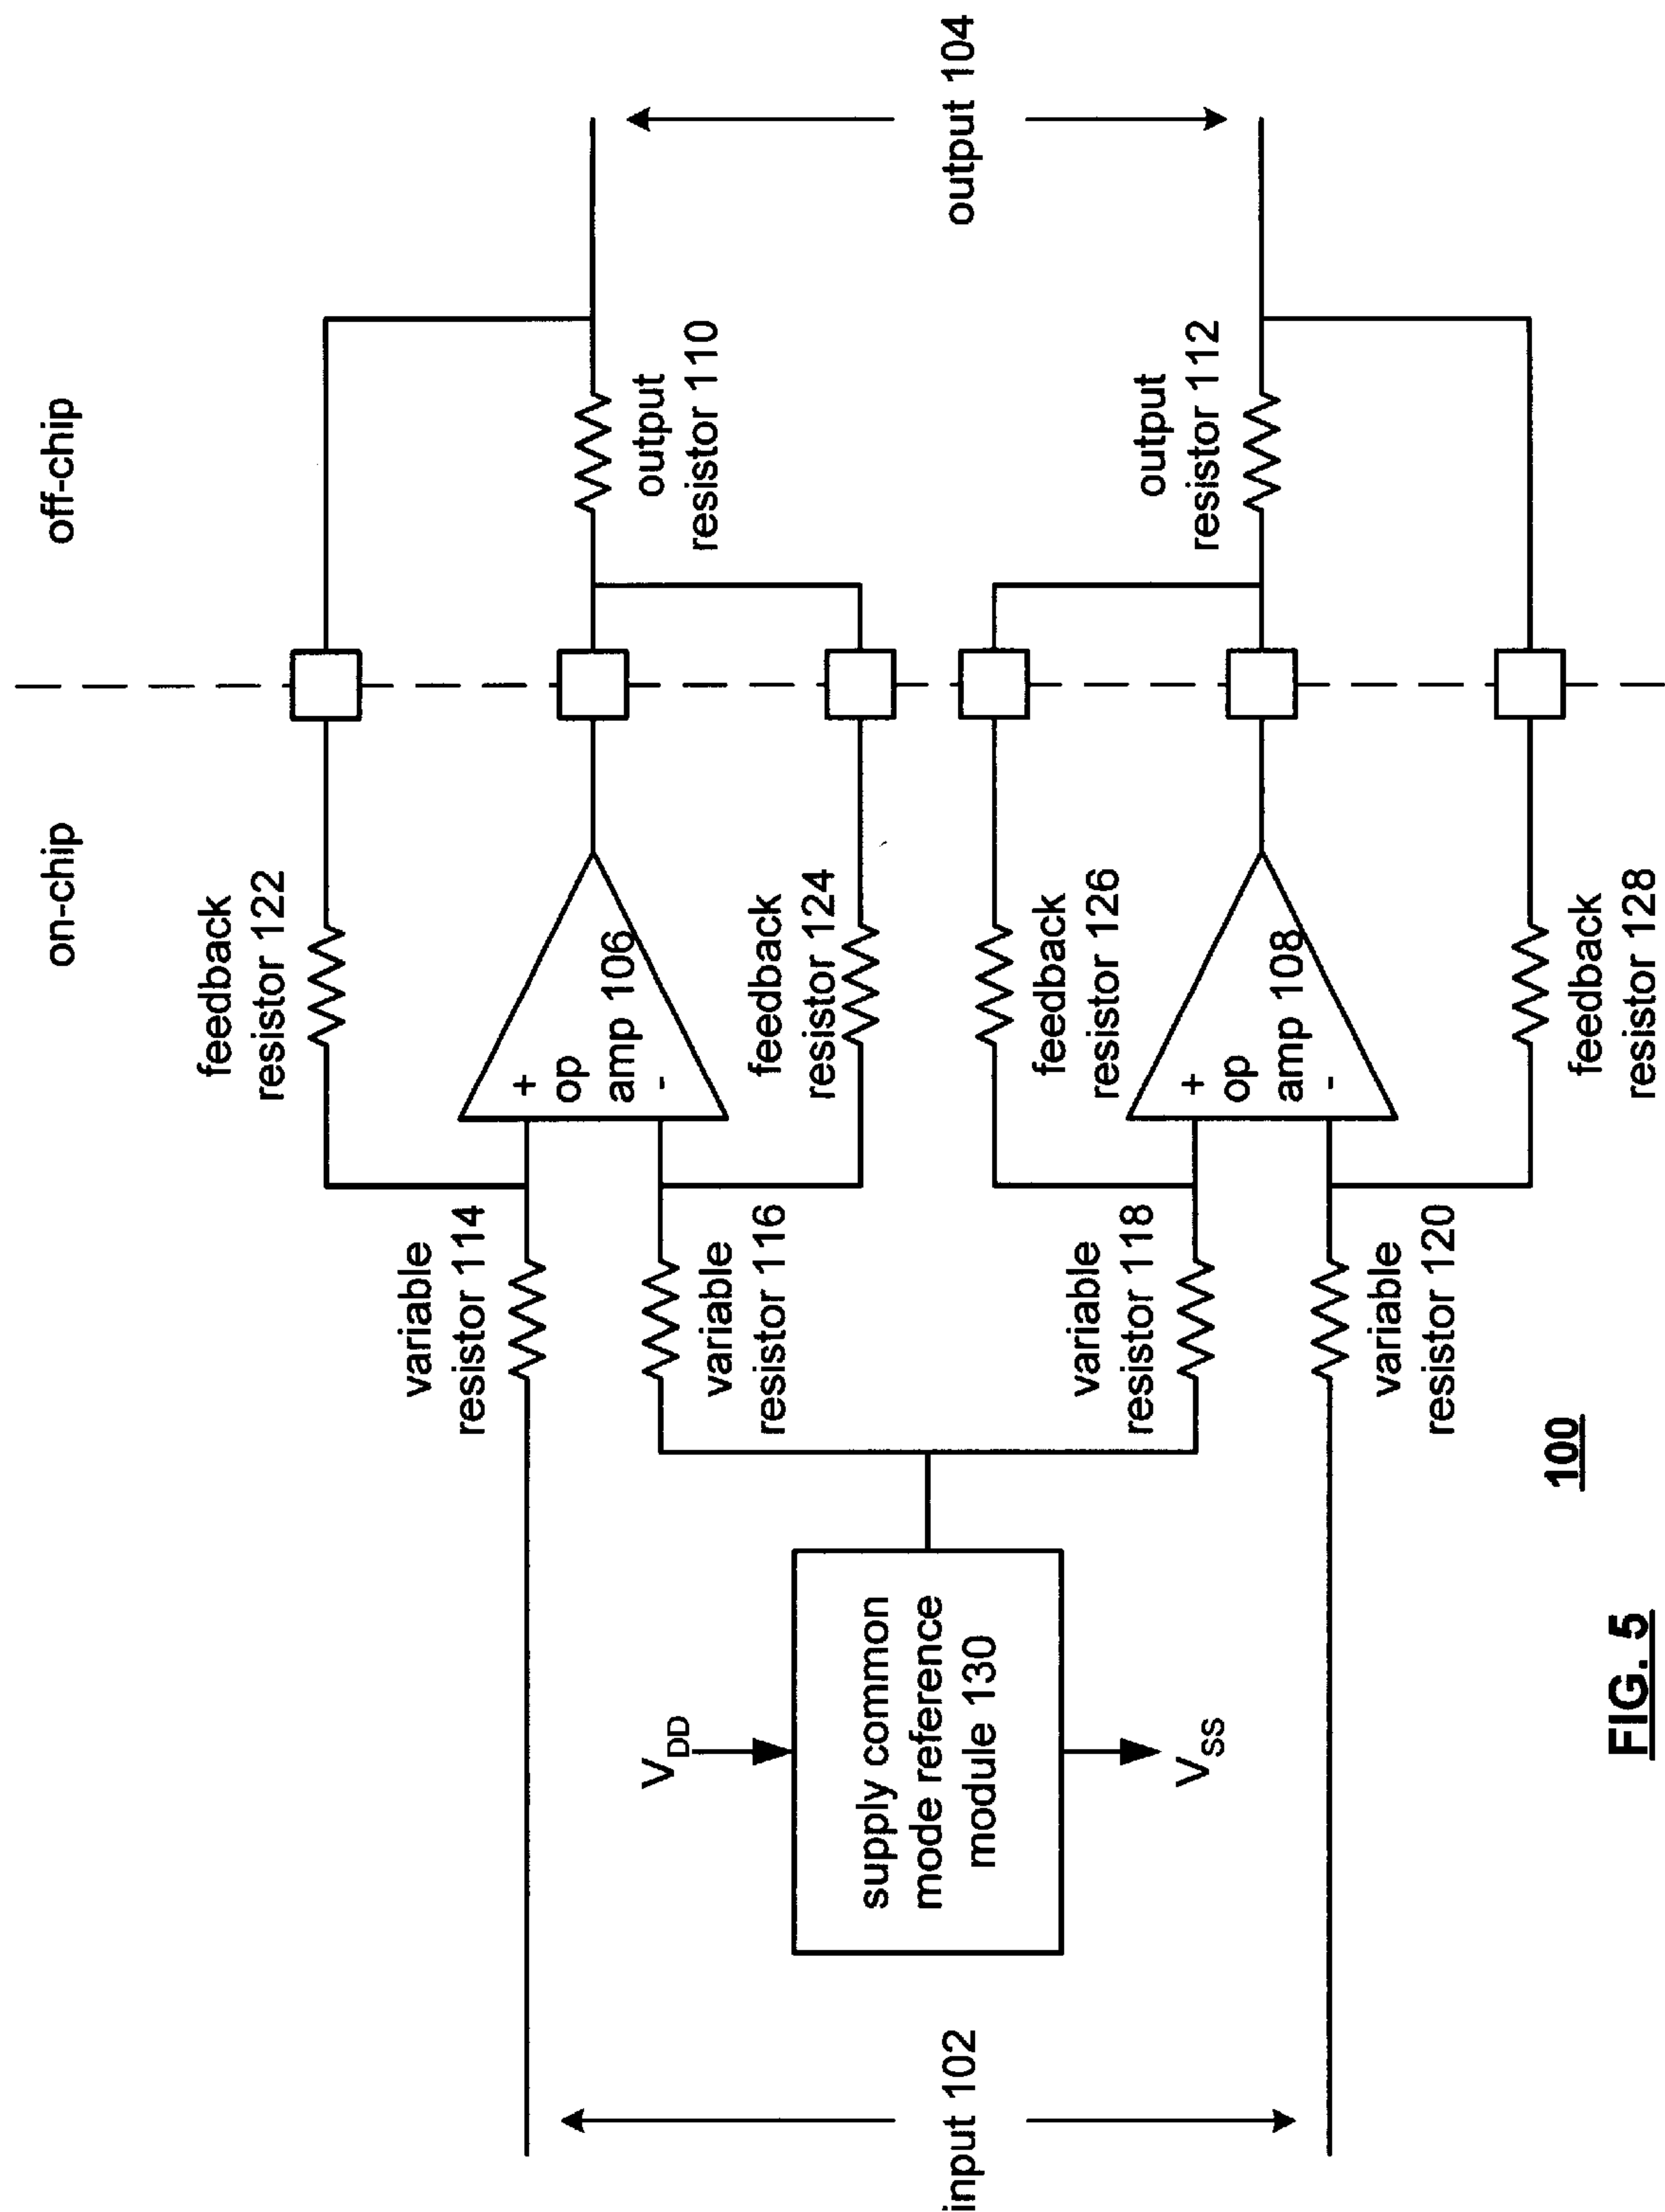 on-chip
off-chip
feedback
resistor 122
variable
resistor 114
+
op
amp 106
-
output
resistor 110
variable
resistor 116
feedback
resistor 124
V_DD
supply common
mode reference
module 130
V_SS
input 102
output 104
variable
resistor 118
feedback
resistor 126
+
op
amp 108
-
output
resistor 112
variable
resistor 120
feedback
resistor 128
100
FIG. 5